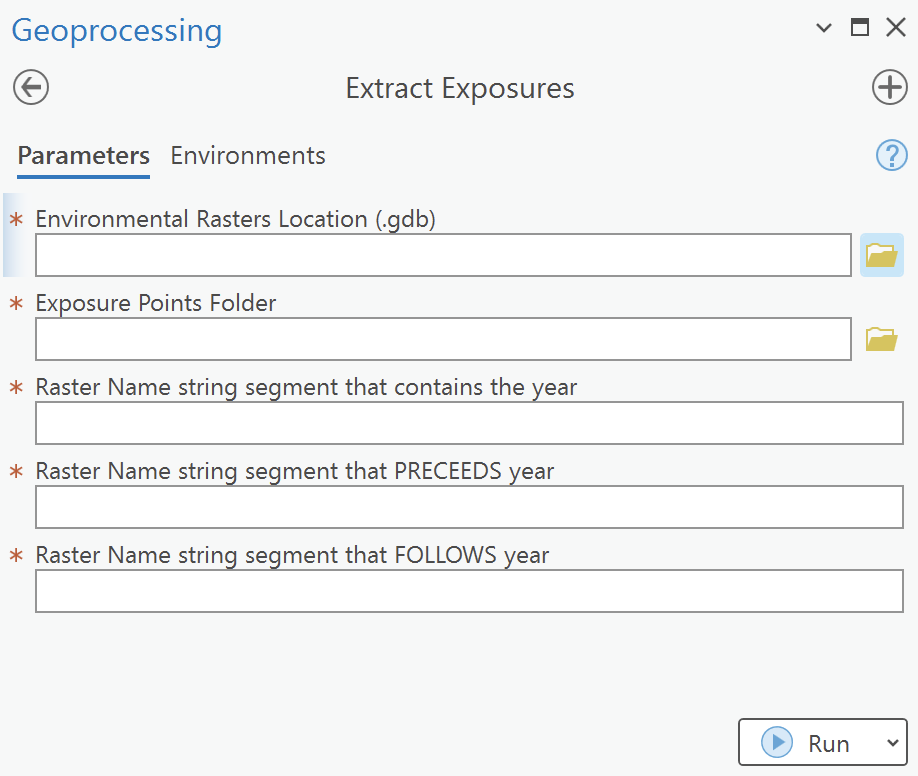 Geoprocessing
Extract Exposures
Parameters Environments
* Environmental Rasters Location (.gdb)
* Exposure Points Folder
* Raster Name string segment that contains the year
* Raster Name string segment that PRECEEDS year
* Raster Name string segment that FOLLOWS year
Run